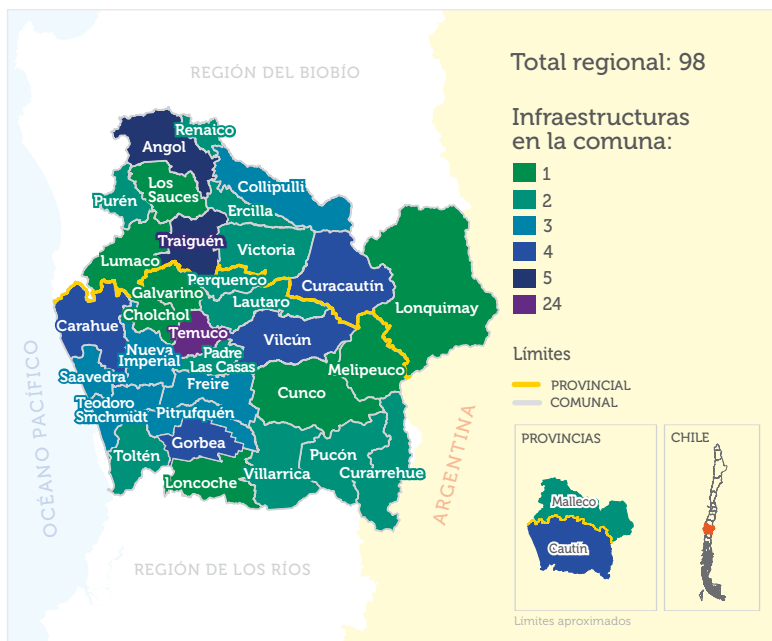 REGIÓN DEL BIOBÍO
Total regional: 98
Infraestructuras
en la comuna:
1
2
3
4
5
24
Límites
PROVINCIAL
COMUNAL
Renaico
Angol
Collipulli
Los
Sauces
Purén
Ercilla
Traiguén
Victoria
Lumaco
Perquenco
Curacautín
Galvarino
Lautaro
Lonquimay
Carahue
Cholchol
Temuco
Vilcún
Nueva
Imperial
Padre
Las Casas
Melipeuco
Saavedra
Freire
Cunco
Teodoro
Smchmidt
Pitrufquén
Gorbea
Toltén
Pucón
Villarrica
Curarrehue
Loncoche
OCÉANO PACÍFICO
ARGENTINA
REGIÓN DE LOS RÍOS
PROVINCIAS
Malleco
Cautín
CHILE
Límites aproximados